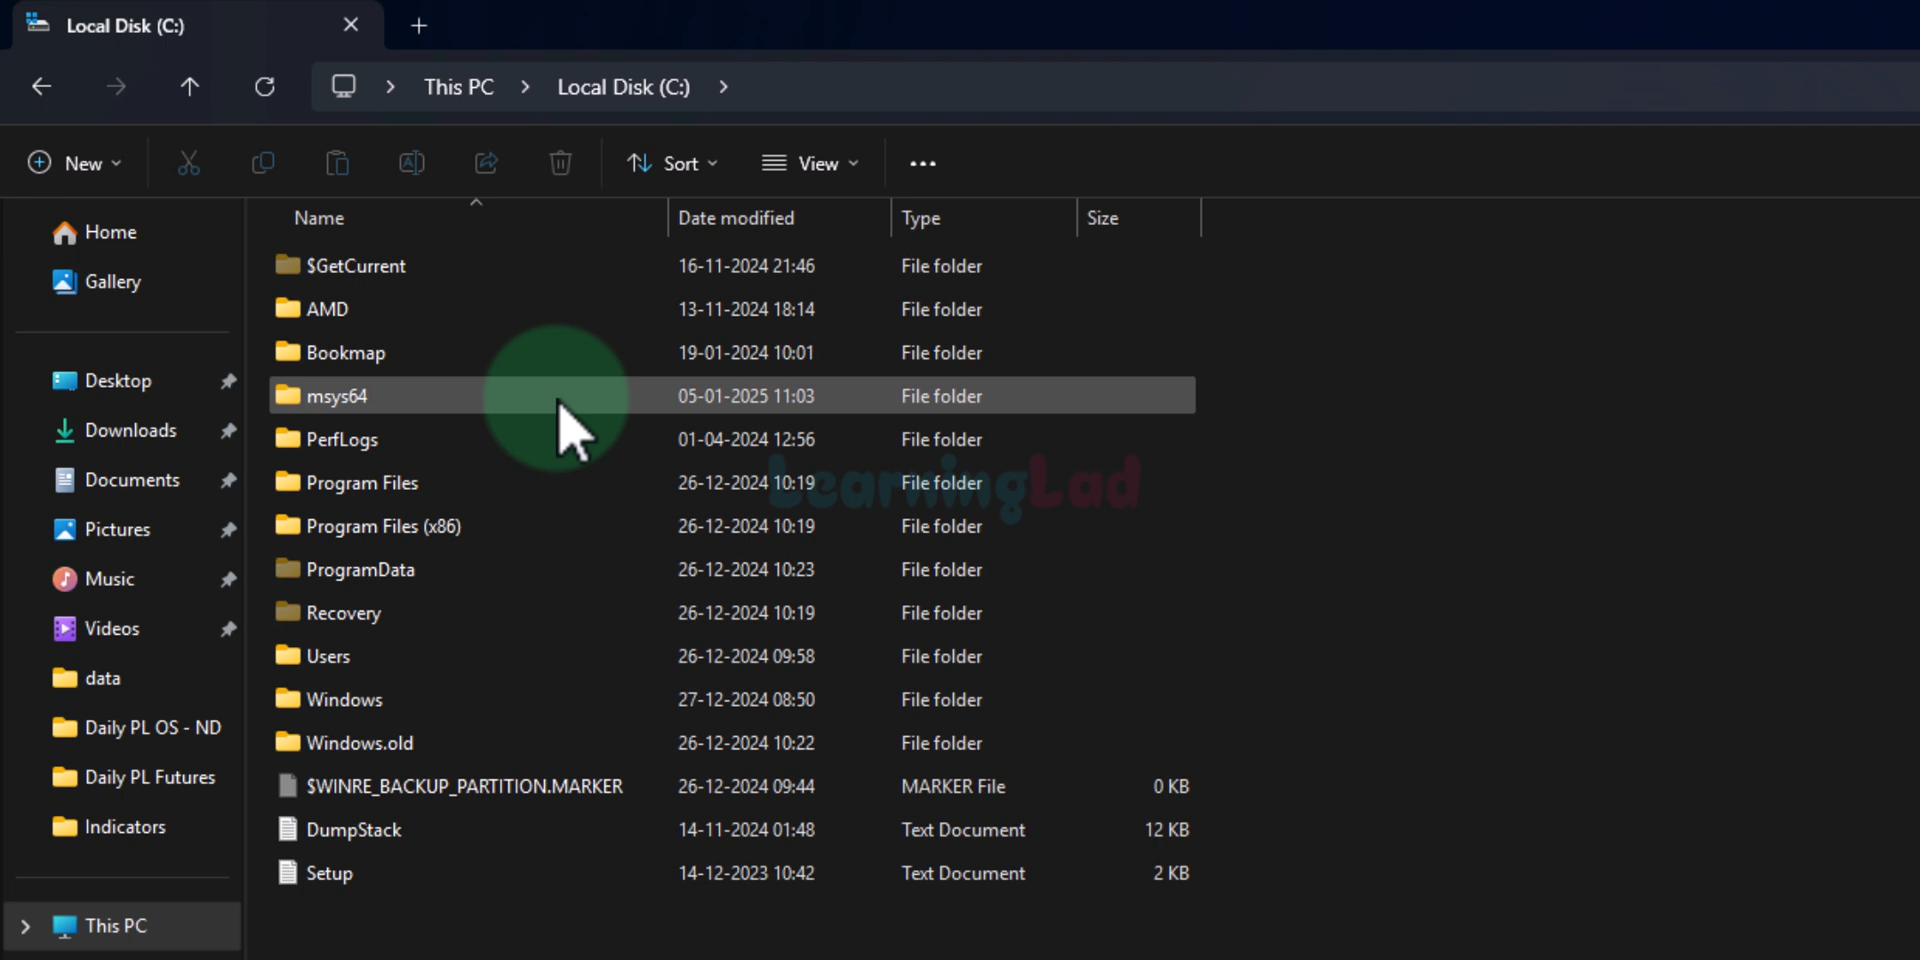 Local Disk (C:)
This PC > Local Disk (C:) >
New Sort View
Name Date modified Type Size
Home
Gallery
Desktop
Downloads
Documents
Pictures
Music
Videos
data
Daily PL OS - ND
Daily PL Futures
Indicators
This PC
$GetCurrent 16-11-2024 21:46 File folder
AMD 13-11-2024 18:14 File folder
Bookmap 19-01-2024 10:01 File folder
msys64 05-01-2025 11:03 File folder
PerfLogs 01-04-2024 12:56 File folder
Program Files 26-12-2024 10:19 File folder
LearningLad
Program Files (x86) 26-12-2024 10:19 File folder
ProgramData 26-12-2024 10:23 File folder
Recovery 26-12-2024 10:19 File folder
Users 26-12-2024 09:58 File folder
Windows 27-12-2024 08:50 File folder
Windows.old 26-12-2024 10:22 File folder
$WINRE_BACKUP_PARTITION.MARKER 26-12-2024 09:44 MARKER File 0 KB
DumpStack 14-11-2024 01:48 Text Document 12 KB
Setup 14-12-2023 10:42 Text Document 2 KB